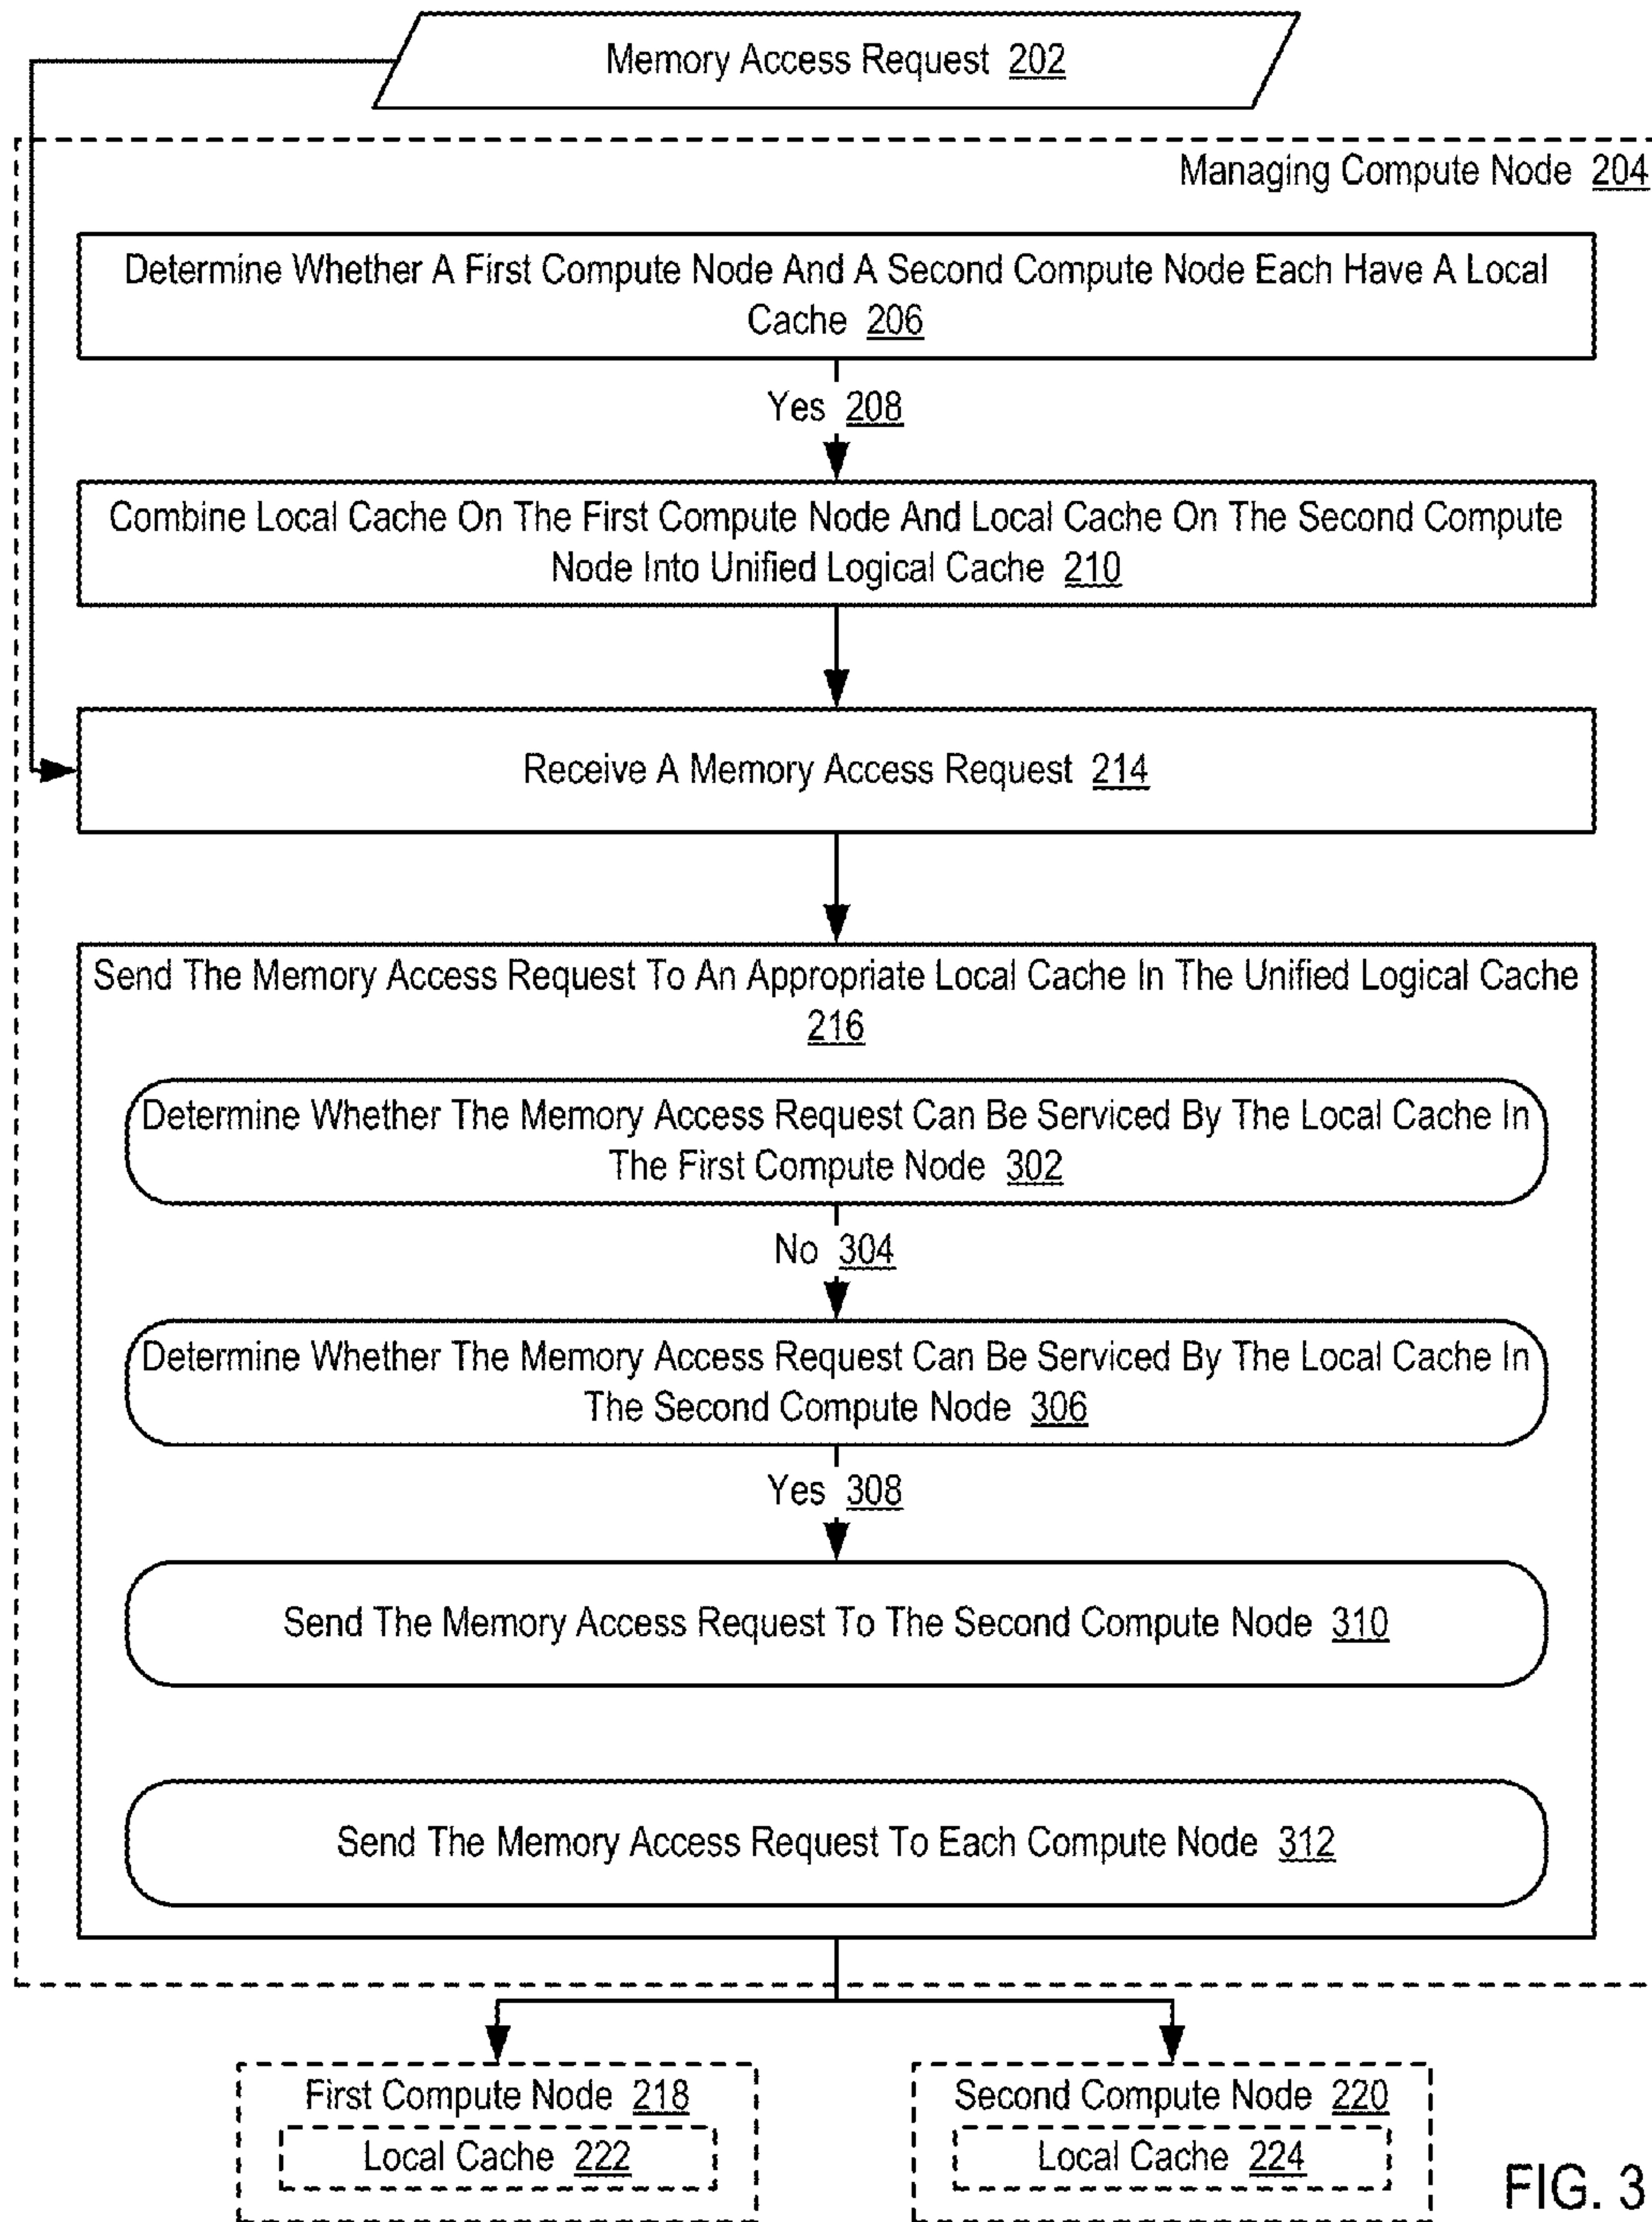 Memory Access Request 202
Managing Compute Node 204
Determine Whether A First Compute Node And A Second Compute Node Each Have A Local
Cache 206
Yes 208
Combine Local Cache On The First Compute Node And Local Cache On The Second Compute
Node Into Unified Logical Cache 210
Receive A Memory Access Request 214
Send The Memory Access Request To An Appropriate Local Cache In The Unified Logical Cache
216
Determine Whether The Memory Access Request Can Be Serviced By The Local Cache In
The First Compute Node 302
No 304
Determine Whether The Memory Access Request Can Be Serviced By The Local Cache In
The Second Compute Node 306
Yes 308
Send The Memory Access Request To The Second Compute Node 310
Send The Memory Access Request To Each Compute Node 312
First Compute Node 218
Local Cache 222
Second Compute Node 220
Local Cache 224
FIG. 3